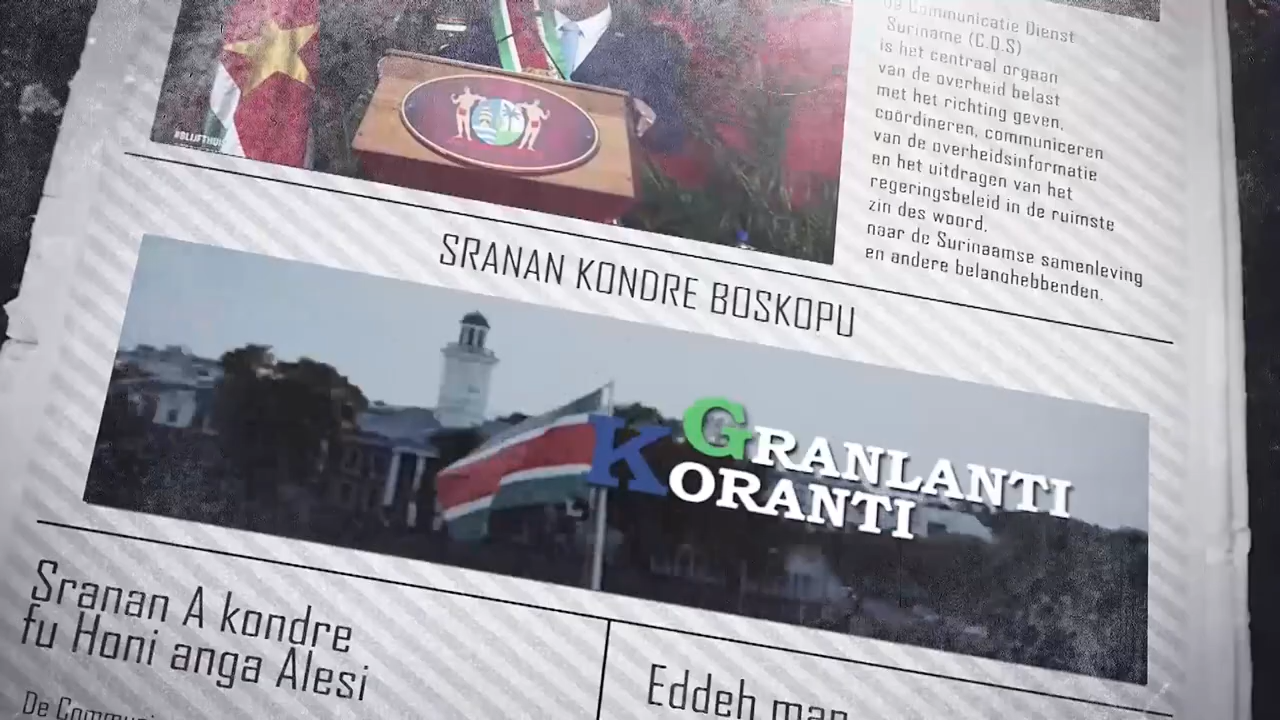 De Communicatie Dienst
Suriname (C.D.S)
is het centraal orgaan
van de overheid belast
met het richting geven,
coördineren, communiceren
van de overheidsinformatie
en het uitdragen van het
regeringsbeleid in de ruimste
zin des woord.
naar de Surinaamse samenleving
en andere belanghebbenden.
SRANAN KONDRE BOSKOPU
GRANLANTI
KORANTI
Sranan A kondre
fu Honi anga Alesi
Eddeh man
De